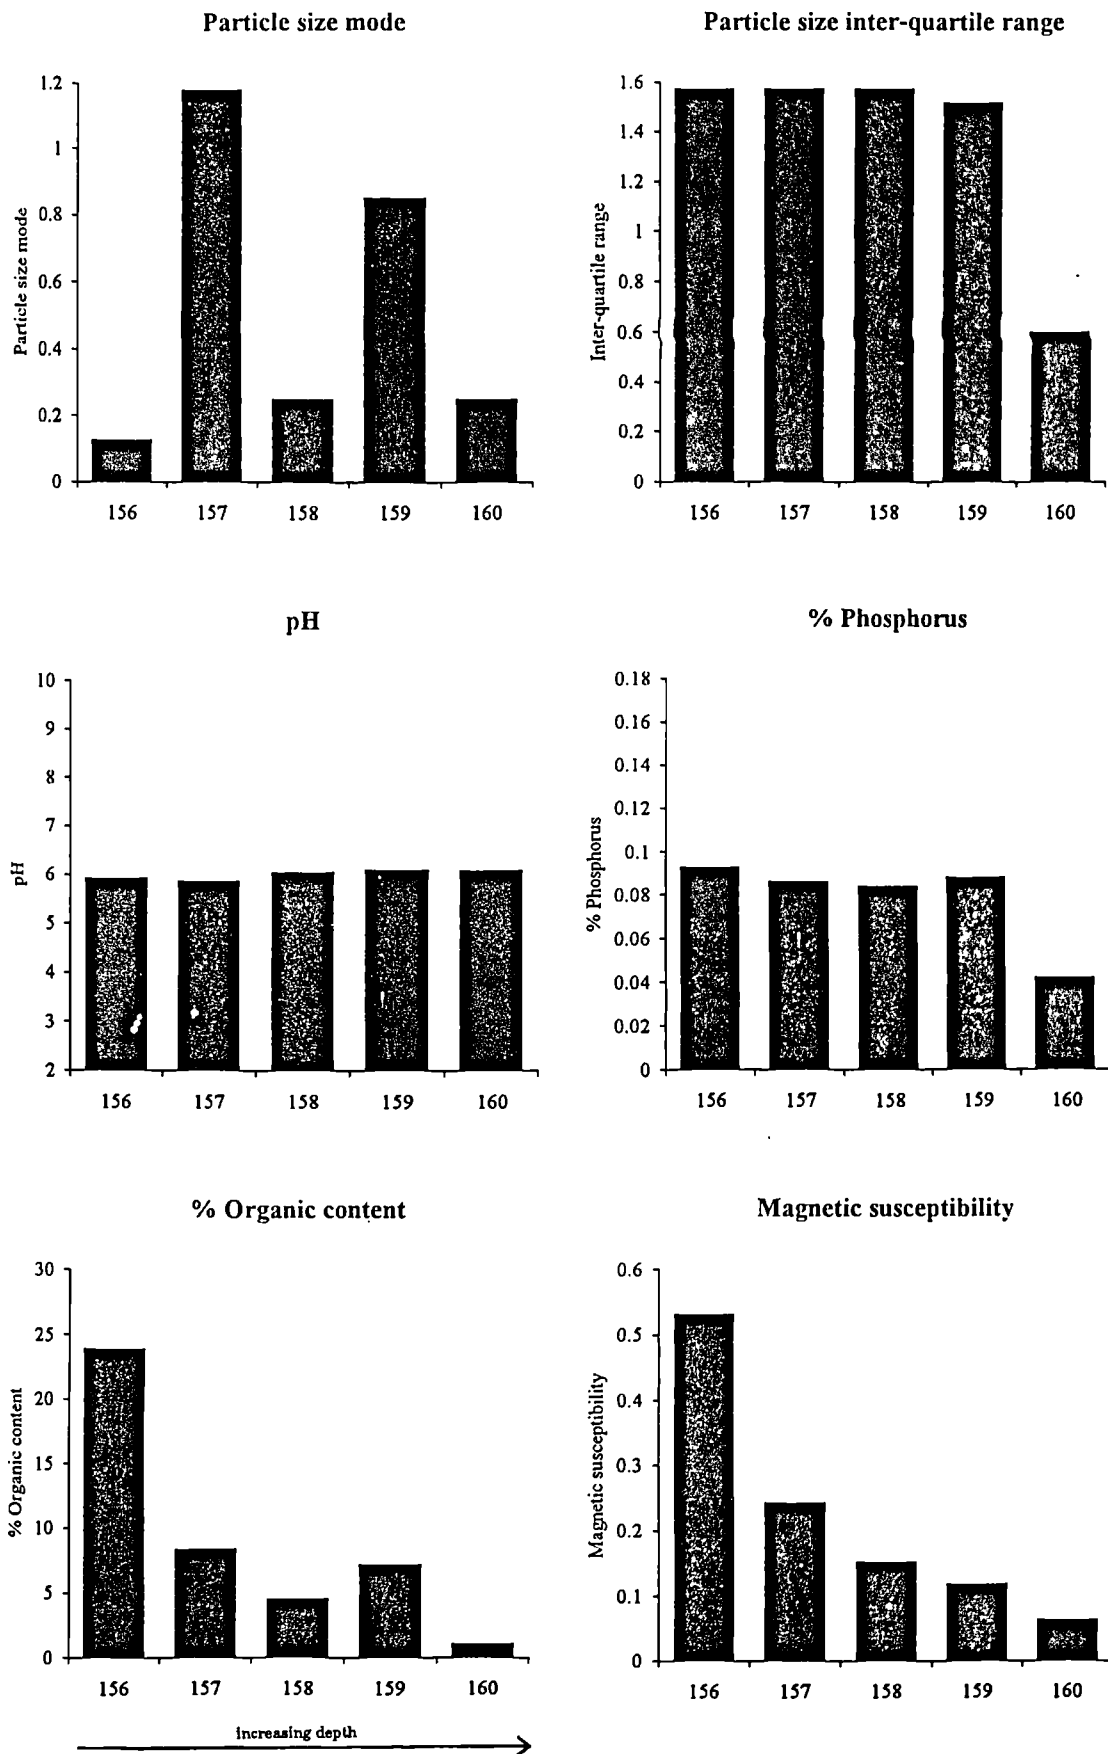 Particle size mode
Particle size mode
1.2
1
0.8
0.6
0.4
0.2
0
156 157 158 159 160
Particle size inter-quartile range
Inter-quartile range
1.6
1.4
1.2
1
0.8
0.6
0.4
0.2
0
156 157 158 159 160
pH
pH
10
9
8
7
6
5
4
3
2
156 157 158 159 160
% Phosphorus
% Phosphorus
0.18
0.16
0.14
0.12
0.1
0.08
0.06
0.04
0.02
0
156 157 158 159 160
% Organic content
% Organic content
30
25
20
15
10
5
0
156 157 158 159 160
increasing depth
Magnetic susceptibility
Magnetic susceptibility
0.6
0.5
0.4
0.3
0.2
0.1
0
156 157 158 159 160